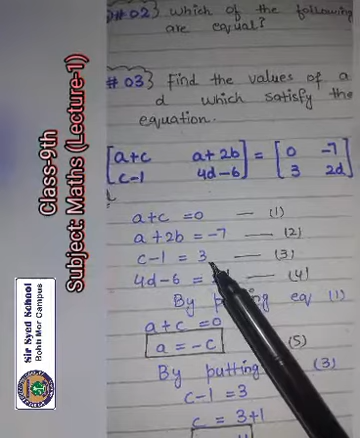 # 02) Which of the following
are equal?
# 03) Find the values of a
d which satisfy the
equation.
[a+c a+2b] = [0 -7]
[c-1 4d-6] [3 2d]
a+c = 0 — (1)
a+2b = -7 — (2)
c-1 = 3 — (3)
4d-6 = — (4)
By putting eq (1)
a+c = 0
a = -c (5)
By putting (3)
c-1 = 3
c = 3+1
Class-9th
Subject Maths (Lecture-1)
Sir Syed School
Rohh Mor Campus